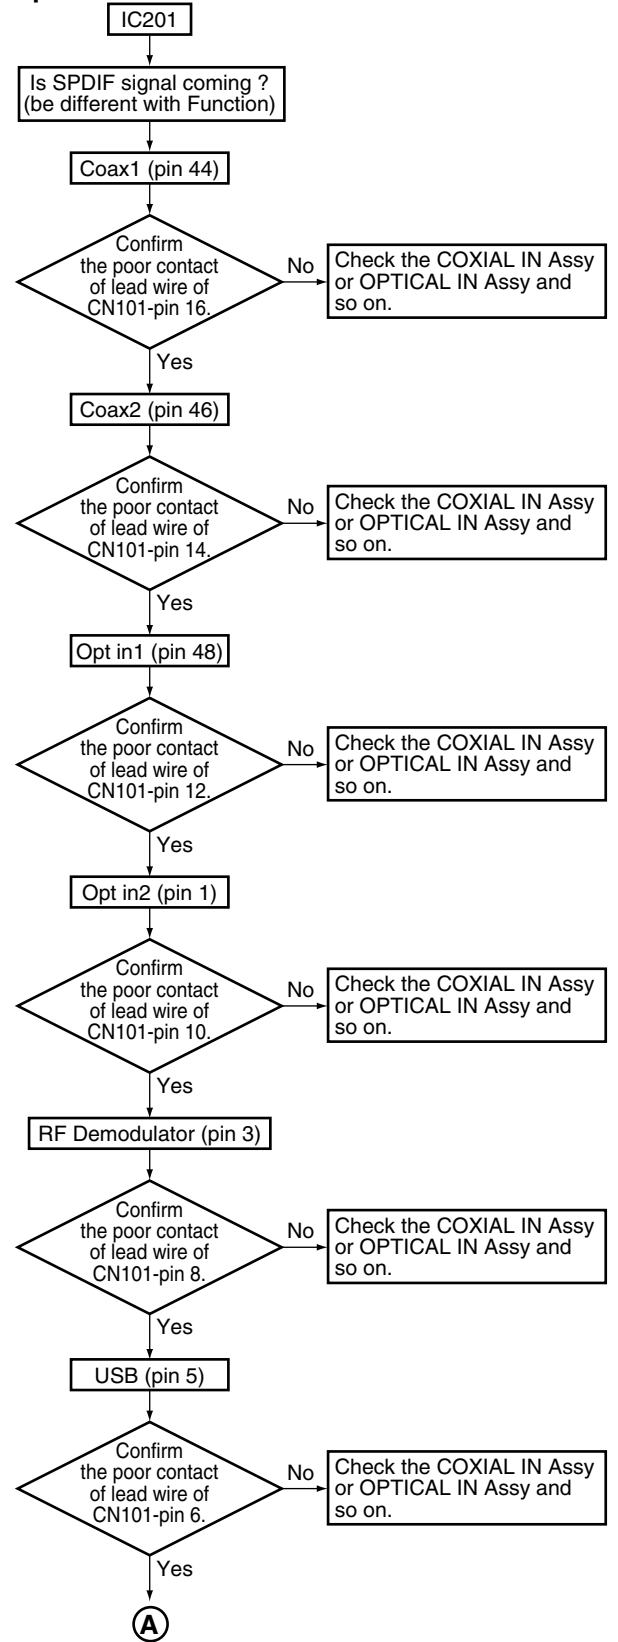 IC201
Is SPDIF signal coming ?
(be different with Function)
Coax1 (pin 44)
Confirm
the poor contact
of lead wire of
CN101-pin 16.
No
Check the COXIAL IN Assy
or OPTICAL IN Assy and
so on.
Yes
Coax2 (pin 46)
Confirm
the poor contact
of lead wire of
CN101-pin 14.
No
Check the COXIAL IN Assy
or OPTICAL IN Assy and
so on.
Yes
Opt in1 (pin 48)
Confirm
the poor contact
of lead wire of
CN101-pin 12.
No
Check the COXIAL IN Assy
or OPTICAL IN Assy and
so on.
Yes
Opt in2 (pin 1)
Confirm
the poor contact
of lead wire of
CN101-pin 10.
No
Check the COXIAL IN Assy
or OPTICAL IN Assy and
so on.
Yes
RF Demodulator (pin 3)
Confirm
the poor contact
of lead wire of
CN101-pin 8.
No
Check the COXIAL IN Assy
or OPTICAL IN Assy and
so on.
Yes
USB (pin 5)
Confirm
the poor contact
of lead wire of
CN101-pin 6.
No
Check the COXIAL IN Assy
or OPTICAL IN Assy and
so on.
Yes
A